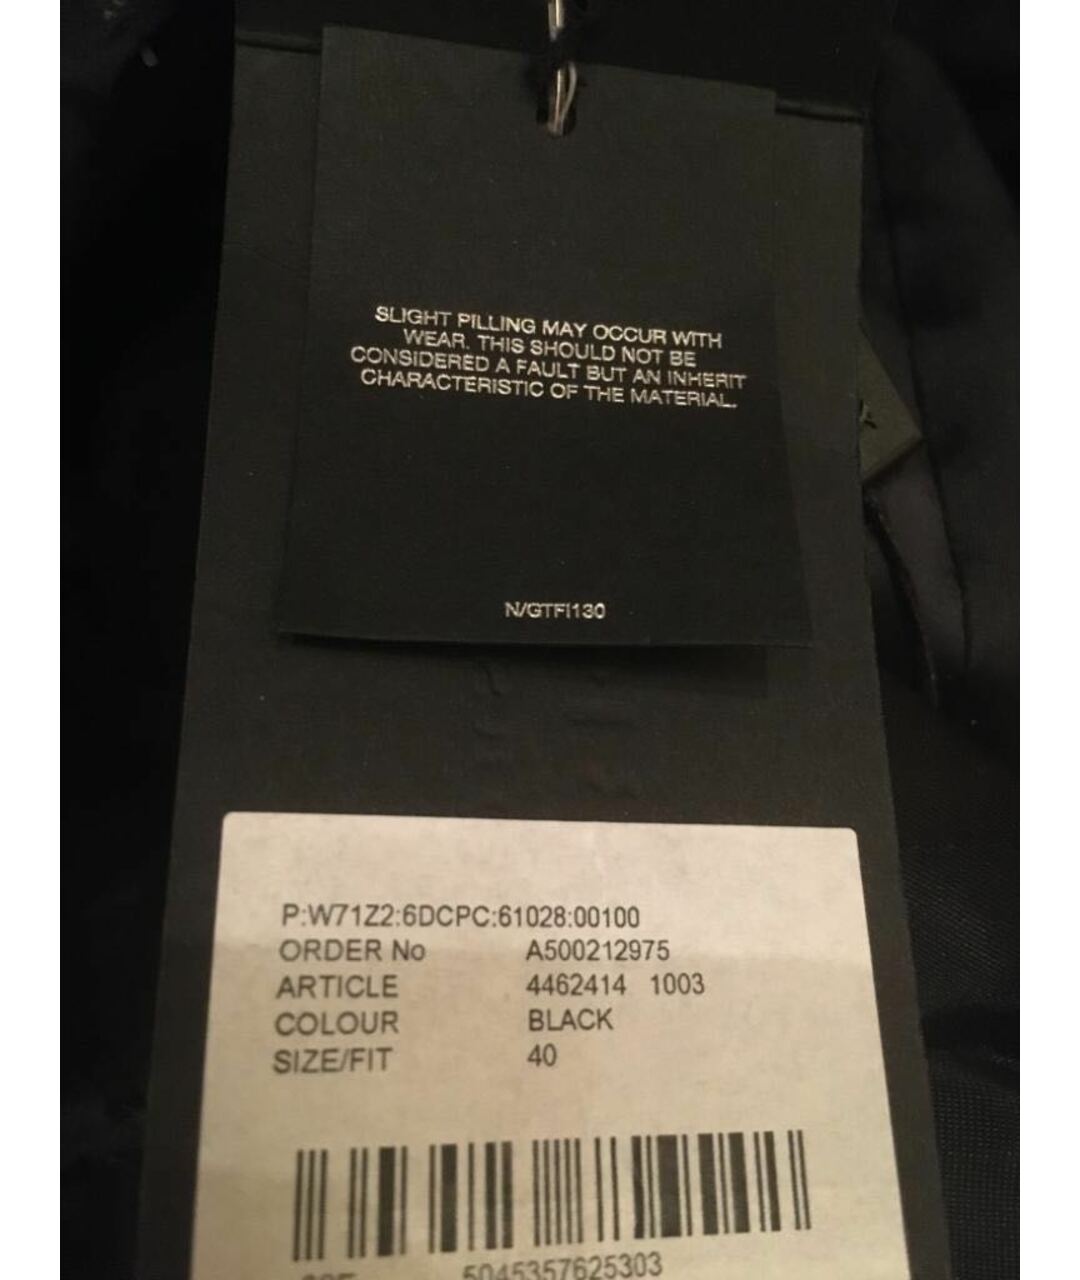 SLIGHT PILLING MAY OCCUR WITH
WEAR. THIS SHOULD NOT BE
CONSIDERED A FAULT BUT AN INHERIT
CHARACTERISTIC OF THE MATERIAL.
N/GTFI130
P:W71Z2:6DCPC:61028:00100
ORDER No A500212975
ARTICLE 4462414 1003
COLOUR BLACK
SIZE/FIT 40
5045357625303